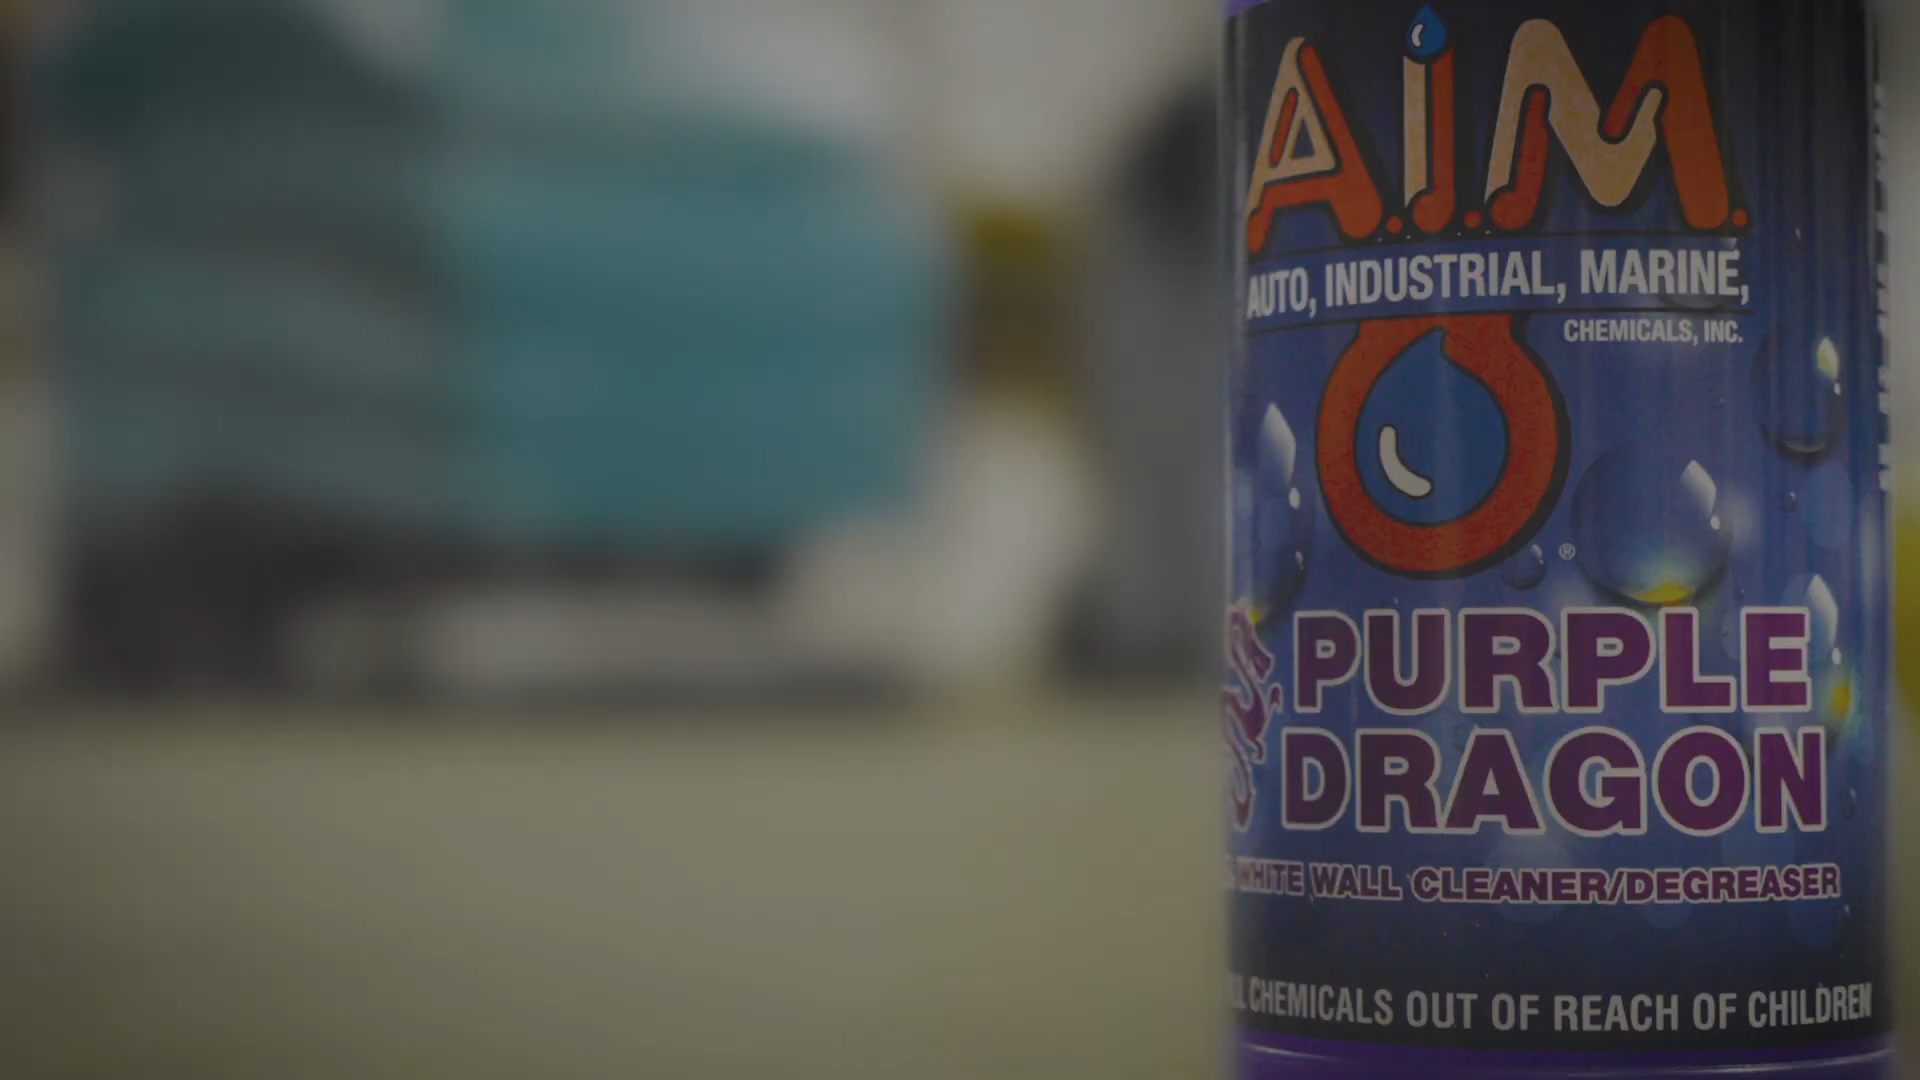 A.I.M.
AUTO, INDUSTRIAL, MARINE,
CHEMICALS, INC.
®
PURPLE
DRAGON
WHITE WALL CLEANER/DEGREASER
CHEMICALS OUT OF REACH OF CHILDREN